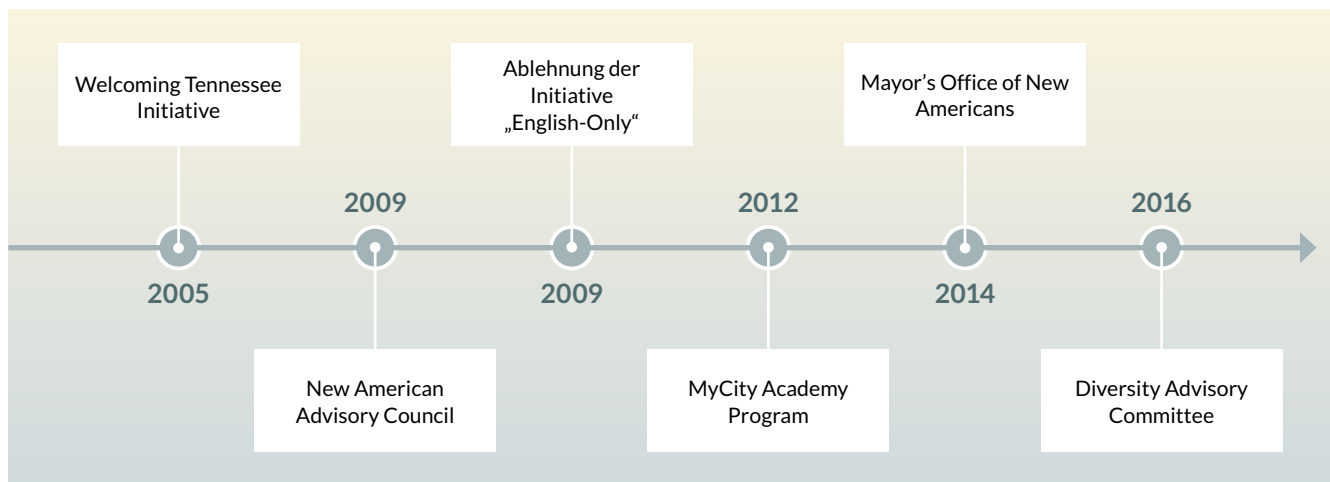 Welcoming Tennessee
Initiative
2005
2009
New American
Advisory Council
Ablehnung der
Initiative
„English-Only“
2009
2012
MyCity Academy
Program
Mayor’s Office of New
Americans
2014
2016
Diversity Advisory
Committee